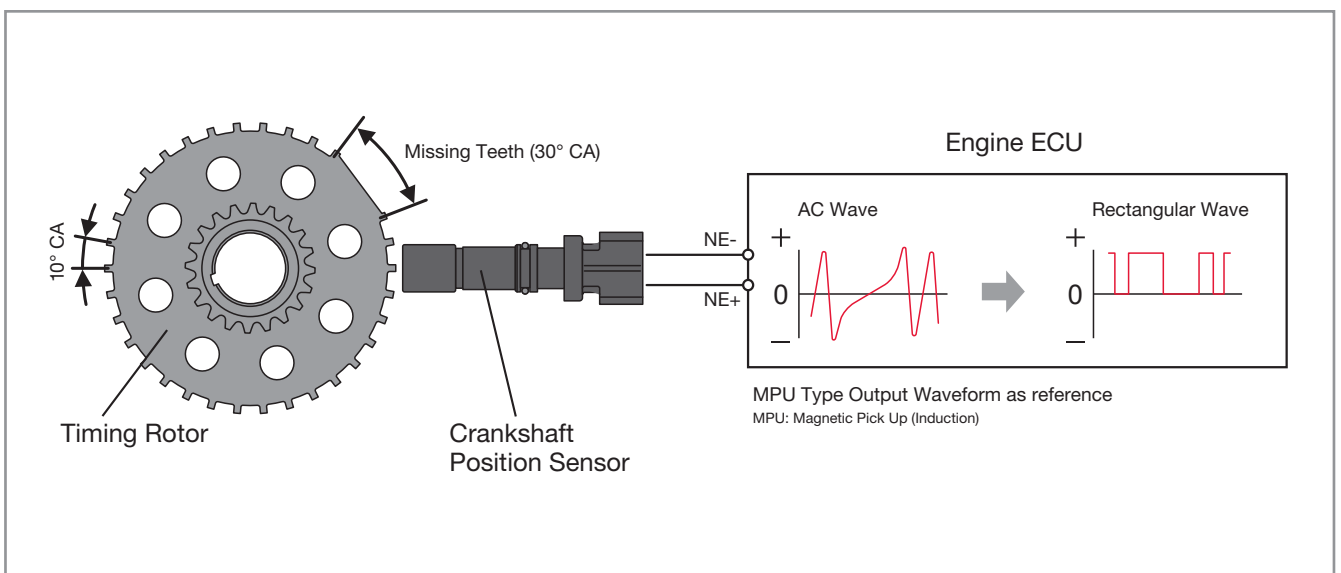 Engine ECU
Missing Teeth (30° CA)
10° CA
NE-
NE+
AC Wave
+
0
—
Rectangular Wave
+
0
—
MPU Type Output Waveform as reference
MPU: Magnetic Pick Up (Induction)
Timing Rotor
Crankshaft
Position Sensor